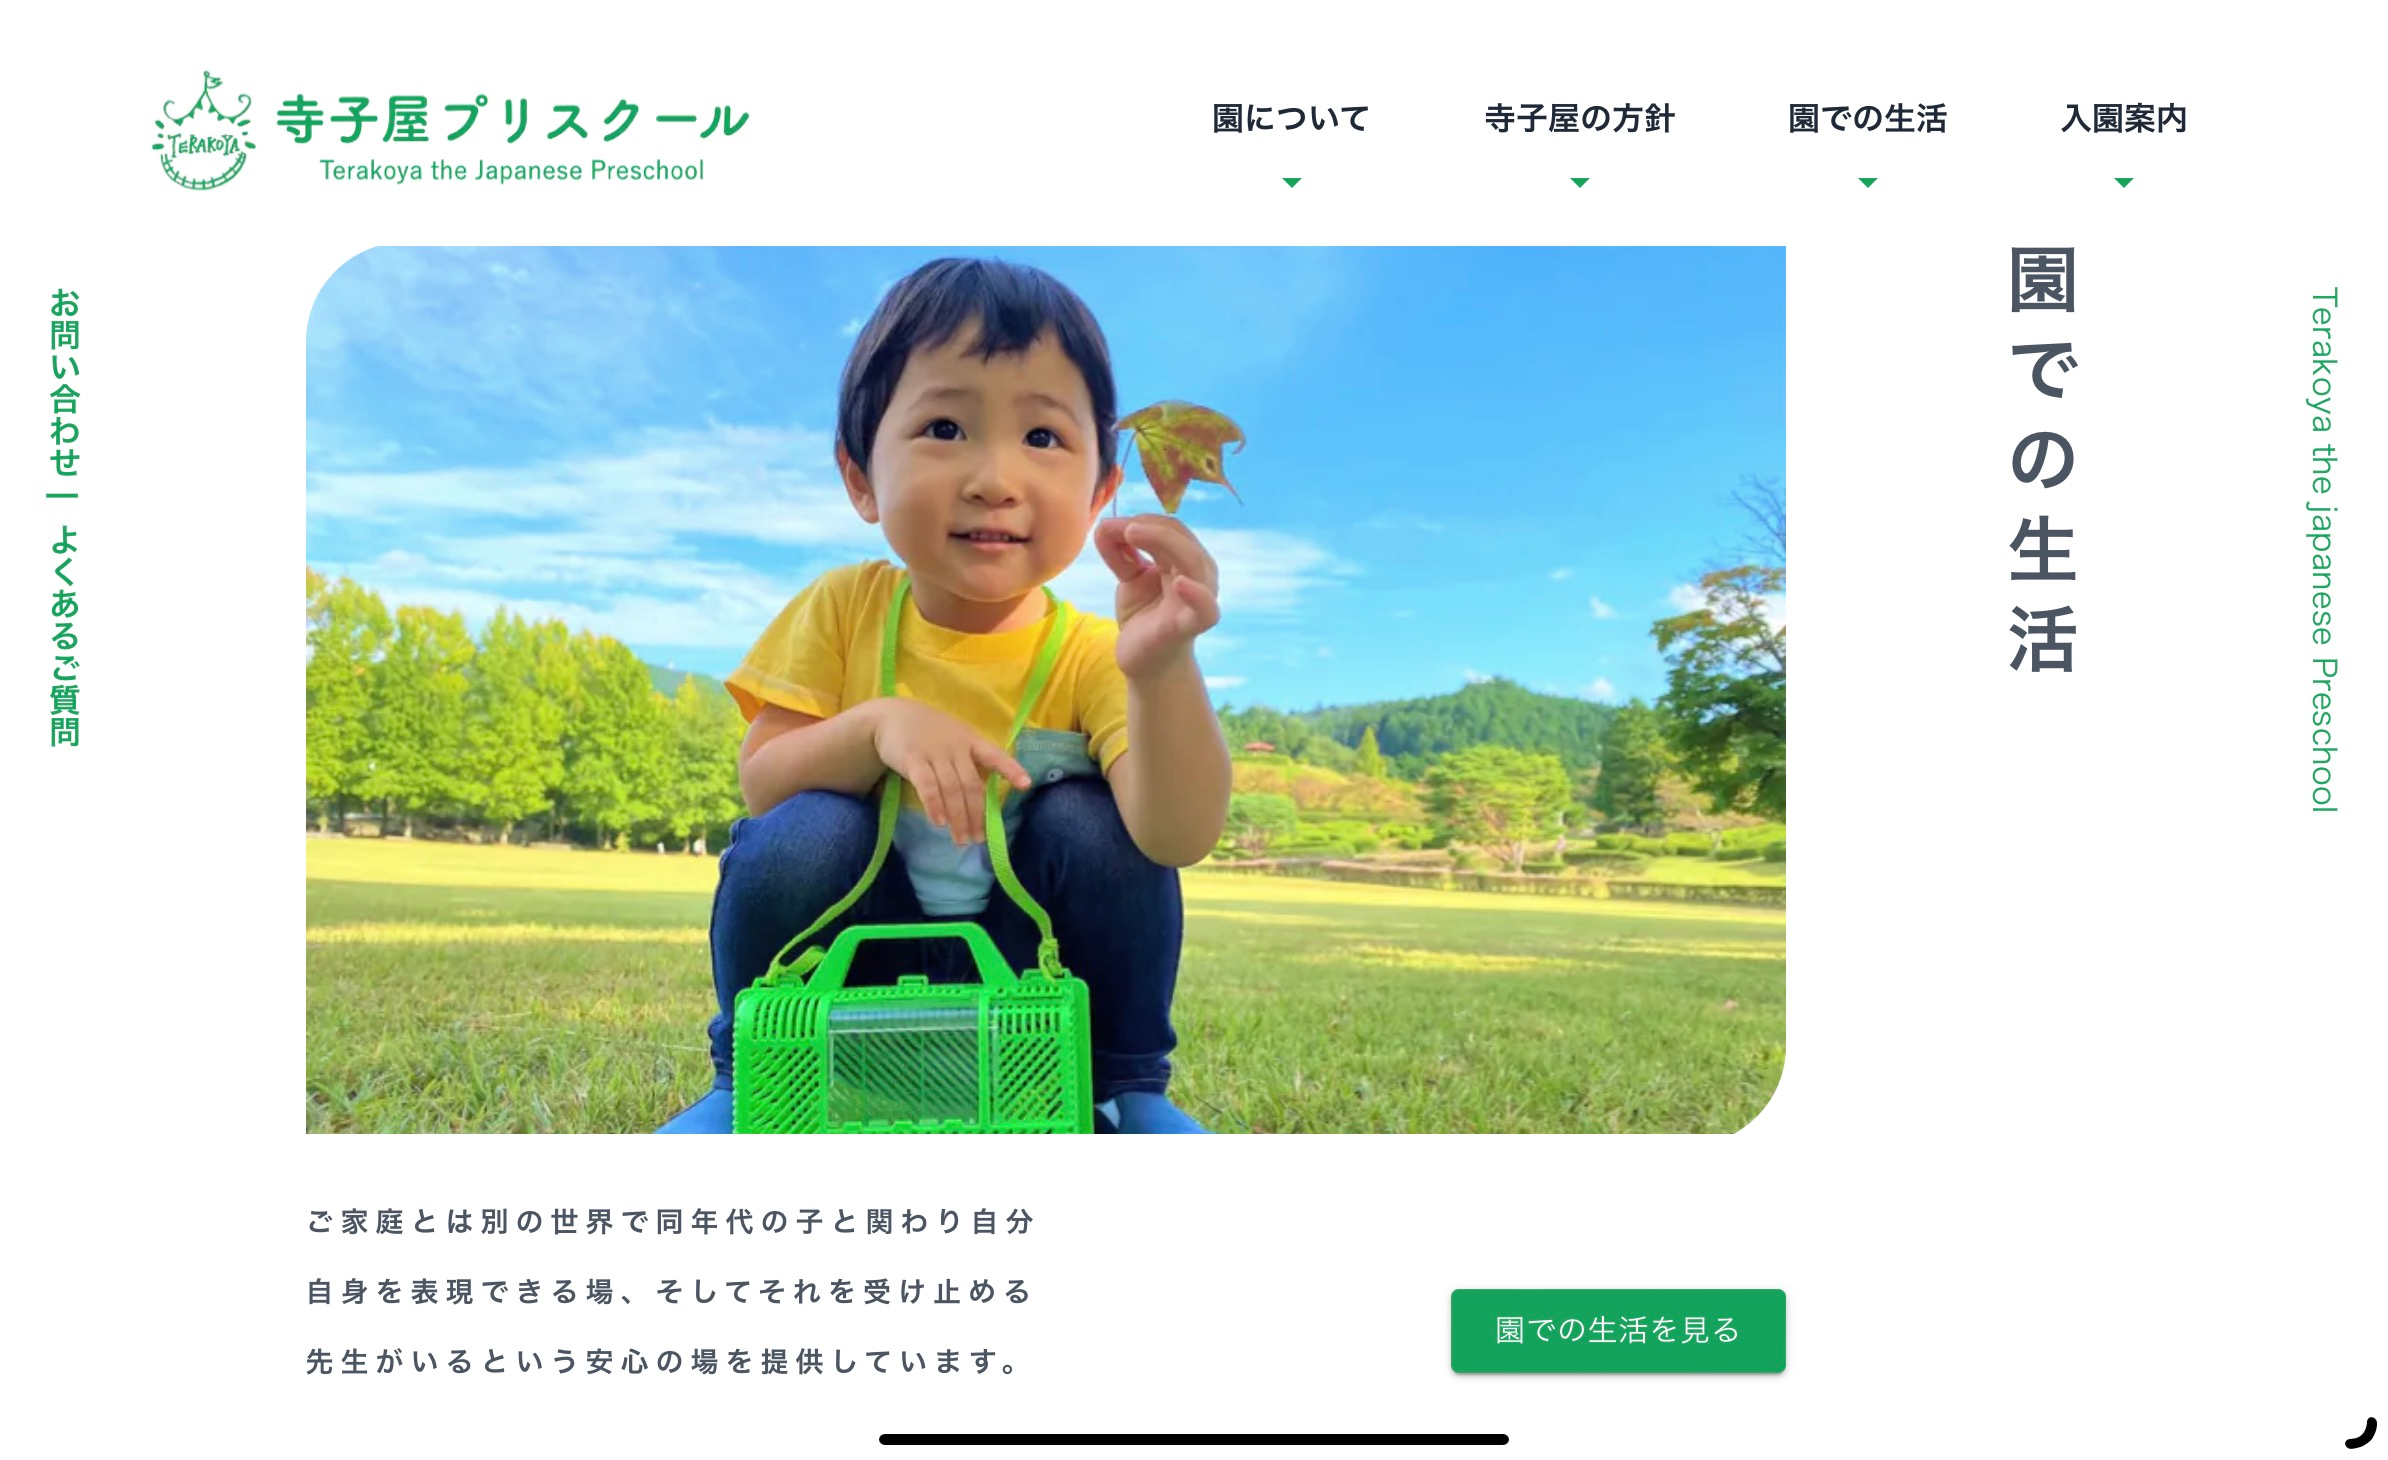 TERAKOYA
寺子屋プリスクール
Terakoya the Japanese Preschool
園について
寺子屋の方針
園での生活
入園案内
お問い合わせ | よくあるご質問
園での生活
Terakoya the japanese Preschool
ご家庭とは別の世界で同年代の子と関わり自分
自身を表現できる場、そしてそれを受け止める
先生がいるという安心の場を提供しています。
園での生活を見る